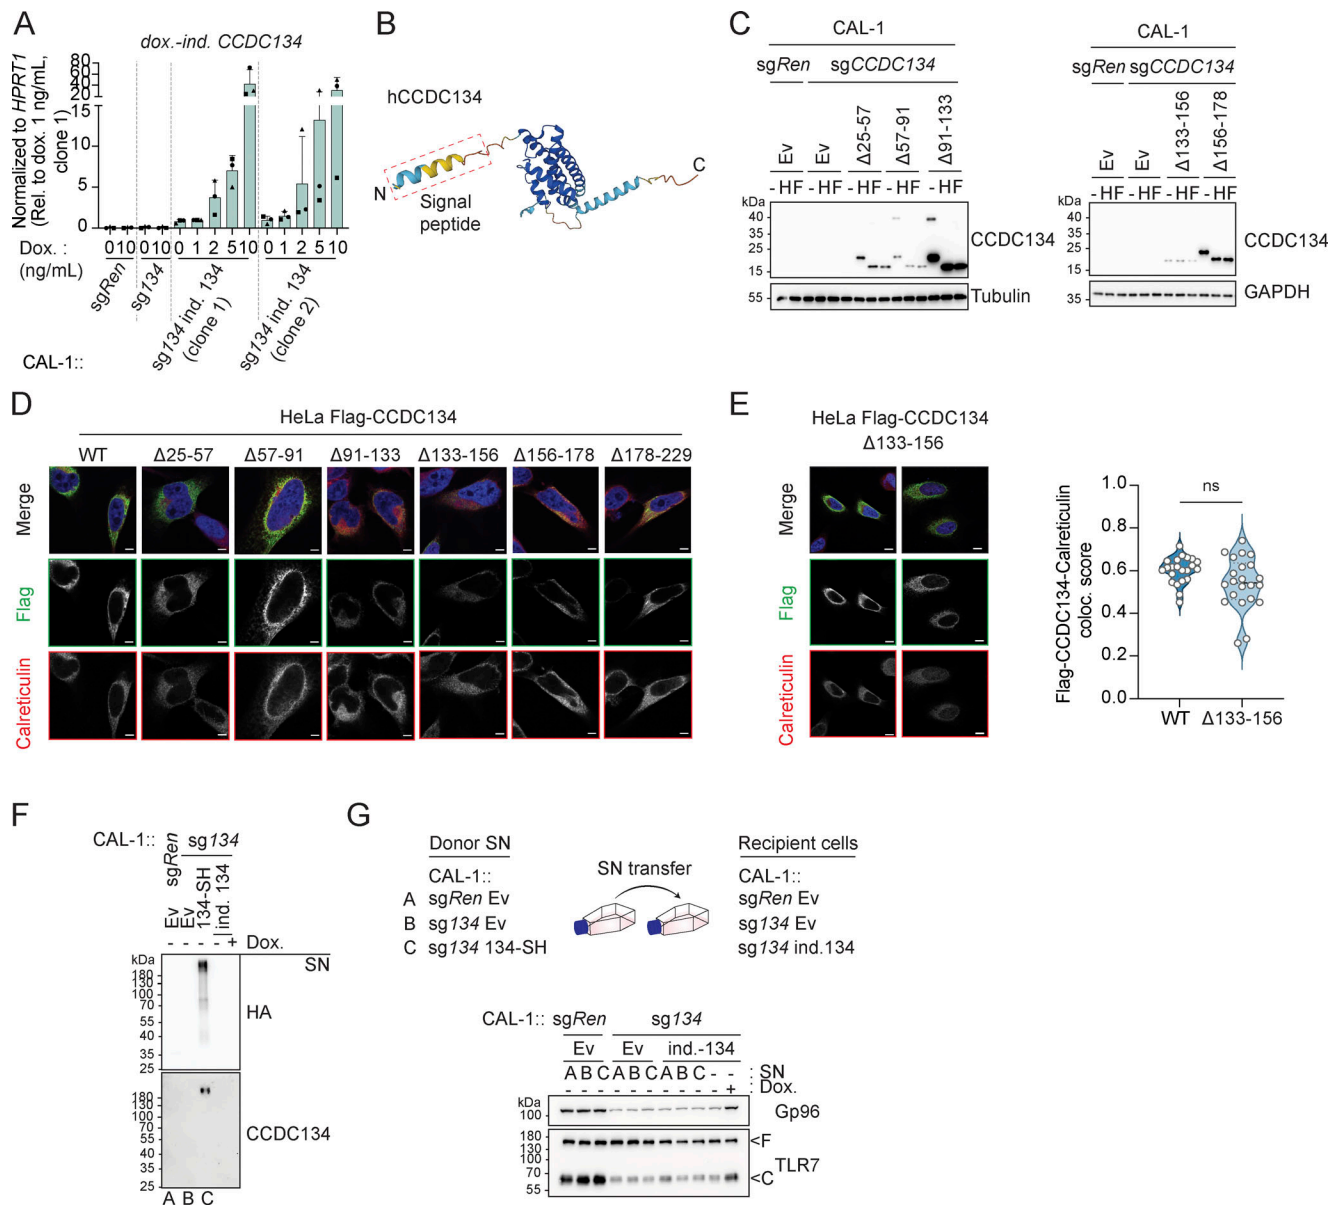 A
dox.-ind. CCDC134
Normalized to HPRT1
(Rel. to dox. 1 ng/mL,
clone 1)
80
60
40
20
15
10
5
0
Dox. :
(ng/mL)
0 10 0 10 0 1 2 5 10 0 1 2 5 10
sgRen
sg134
sg134 ind. 134
(clone 1)
sg134 ind. 134
(clone 2)
CAL-1::
B
hCCDC134
N
Signal
peptide
C
C
CAL-1
sgRen sgCCDC134
Ev
Ev
Δ25-57
Δ57-91
Δ91-133
- HF - HF - HF - HF - HF
kDa
40
35
25
15
CCDC134
55
Tubulin
CAL-1
sgRen sgCCDC134
Ev
Ev
Δ133-156
Δ156-178
- HF - HF - HF - HF
kDa
40
35
25
15
CCDC134
35
GAPDH
D
HeLa Flag-CCDC134
WT Δ25-57 Δ57-91 Δ91-133 Δ133-156 Δ156-178 Δ178-229
Merge
Flag
Calreticulin
E
HeLa Flag-CCDC134
Δ133-156
Merge
Flag
Calreticulin
Flag-CCDC134-Calreticulin
coloc. score
ns
1.0
0.8
0.6
0.4
0.2
0.0
WT Δ133-156
F
CAL-1::
sgRen
sg134
Ev
Ev
134-SH
ind. 134
- - - - + Dox.
kDa
SN
180
130
100
70
55
40
35
25
HA
180
130
100
70
55
40
35
25
CCDC134
A B C
G
Donor SN
CAL-1::
A sgRen Ev
B sg134 Ev
C sg134 134-SH
SN transfer
Recipient cells
CAL-1::
sgRen Ev
sg134 Ev
sg134 ind.134
CAL-1:: sgRen sg134
Ev Ev ind.-134
A B C A B C A B C - - : SN
- - - - - - - - - - + : Dox.
kDa
100
Gp96
180
130
100
70
55
<F
TLR7
<C